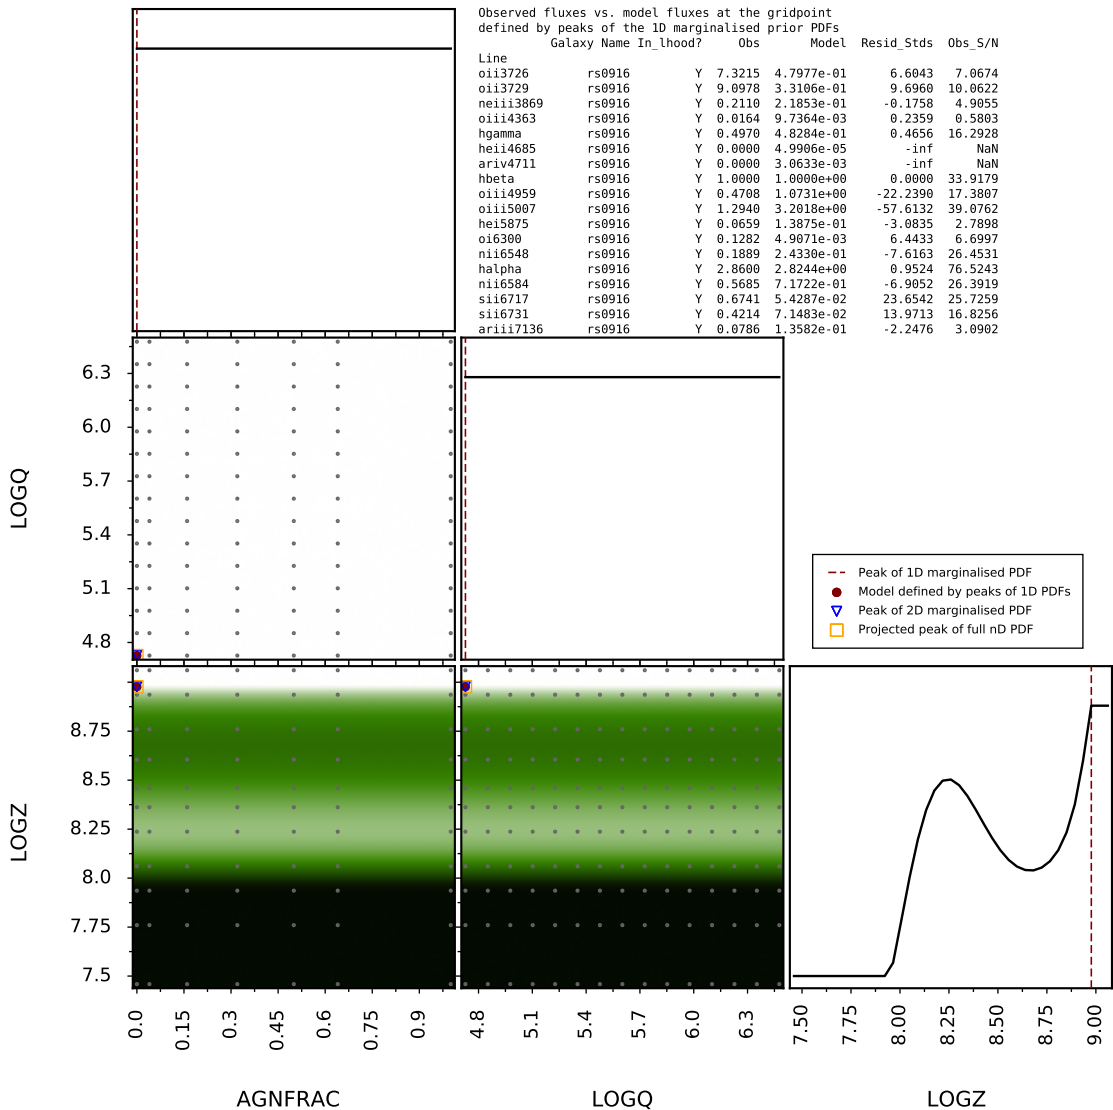 Observed fluxes vs. model fluxes at the gridpoint
defined by peaks of the 1D marginalised prior PDFs
Galaxy Name In_lhood? Obs Model Resid_Stds Obs_S/N
Line
oii3726 rs0916 Y 7.3215 4.7977e-01 6.6043 7.0674
oii3729 rs0916 Y 9.0978 3.3106e-01 9.6960 10.0622
neiii3869 rs0916 Y 0.2110 2.1853e-01 -0.1758 4.9055
oiii4363 rs0916 Y 0.0164 9.7364e-03 0.2359 0.5803
hgamma rs0916 Y 0.4970 4.8284e-01 0.4656 16.2928
heii4685 rs0916 Y 0.0000 4.9906e-05 -inf NaN
ariv4711 rs0916 Y 0.0000 3.0633e-03 -inf NaN
hbeta rs0916 Y 1.0000 1.0000e+00 0.0000 33.9179
oiii4959 rs0916 Y 0.4708 1.0731e+00 -22.2390 17.3807
oiii5007 rs0916 Y 1.2940 3.2018e+00 -57.6132 39.0762
hei5875 rs0916 Y 0.0659 1.3875e-01 -3.0835 2.7898
oi6300 rs0916 Y 0.1282 4.9071e-03 6.4433 6.6997
nii6548 rs0916 Y 0.1889 2.4330e-01 -7.6163 26.4531
halpha rs0916 Y 2.8600 2.8244e+00 0.9524 76.5243
nii6584 rs0916 Y 0.5685 7.1722e-01 -6.9052 26.3919
sii6717 rs0916 Y 0.6741 5.4287e-02 23.6542 25.7259
sii6731 rs0916 Y 0.4214 7.1483e-02 13.9713 16.8256
ariii7136 rs0916 Y 0.0786 1.3582e-01 -2.2476 3.0902
6.3
6.0
5.7
5.4
5.1
4.8
LOGQ
Peak of 1D marginalised PDF
Model defined by peaks of 1D PDFs
Peak of 2D marginalised PDF
Projected peak of full nD PDF
8.75
8.5
8.25
8.0
7.75
7.5
LOGZ
0.0 0.15 0.3 0.45 0.6 0.75 0.9
4.8 5.1 5.4 5.7 6.0 6.3
7.50 7.75 8.00 8.25 8.50 8.75 9.00
AGNFRAC LOGQ LOGZ